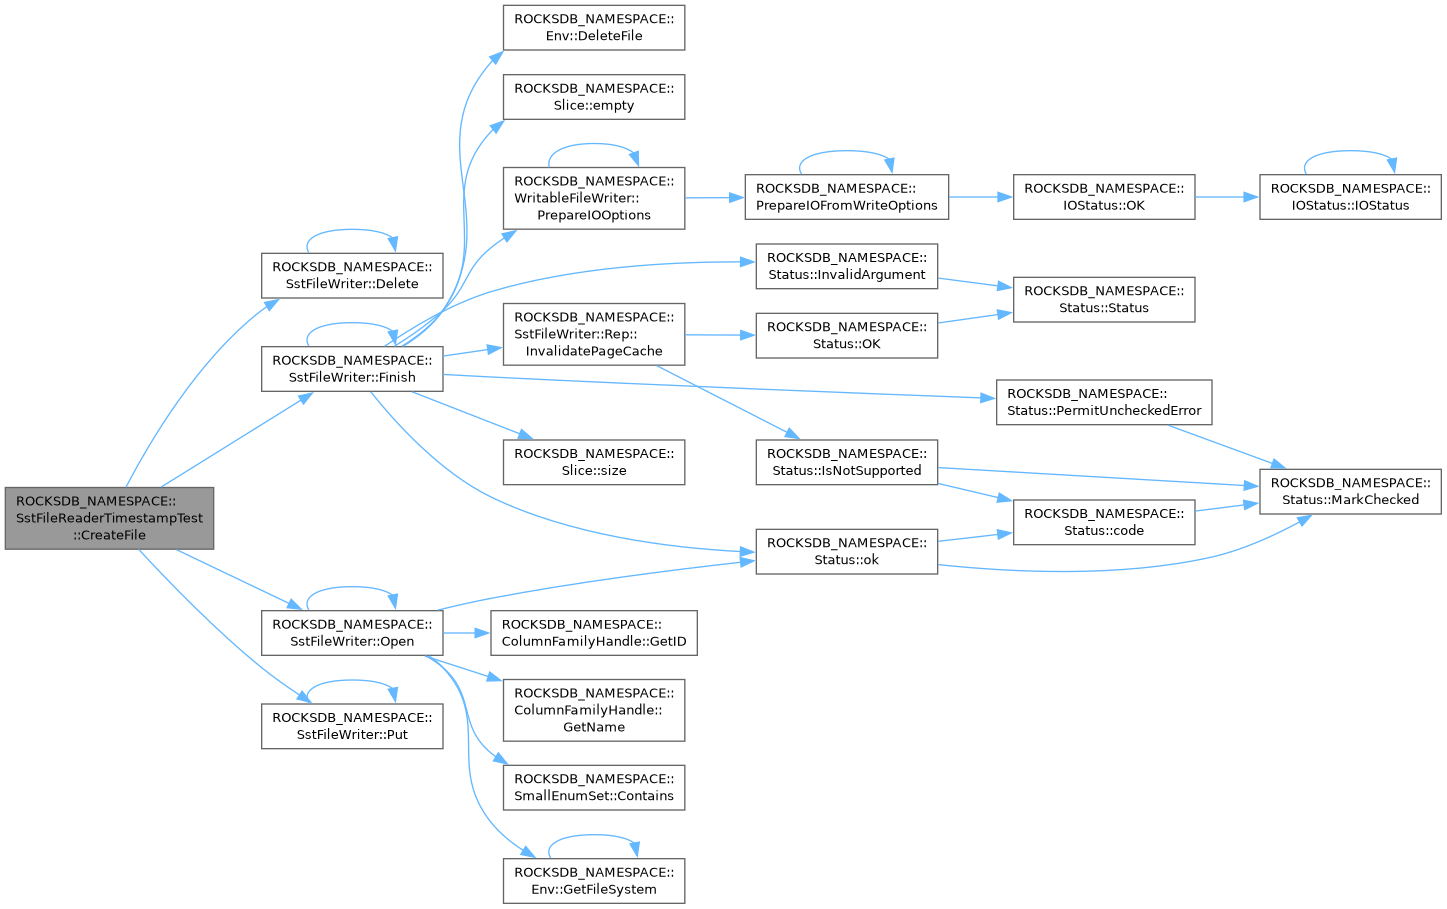 ROCKSDB_NAMESPACE::
SstFileReaderTimestampTest
::CreateFile
ROCKSDB_NAMESPACE::
SstFileWriter::Delete
ROCKSDB_NAMESPACE::
SstFileWriter::Finish
ROCKSDB_NAMESPACE::
SstFileWriter::Open
ROCKSDB_NAMESPACE::
SstFileWriter::Put
ROCKSDB_NAMESPACE::
Env::DeleteFile
ROCKSDB_NAMESPACE::
Slice::empty
ROCKSDB_NAMESPACE::
WritableFileWriter::
PrepareIOOptions
ROCKSDB_NAMESPACE::
SstFileWriter::Rep::
InvalidatePageCache
ROCKSDB_NAMESPACE::
Slice::size
ROCKSDB_NAMESPACE::
ColumnFamilyHandle::GetID
ROCKSDB_NAMESPACE::
ColumnFamilyHandle::
GetName
ROCKSDB_NAMESPACE::
SmallEnumSet::Contains
ROCKSDB_NAMESPACE::
Env::GetFileSystem
ROCKSDB_NAMESPACE::
PrepareIOFromWriteOptions
ROCKSDB_NAMESPACE::
Status::InvalidArgument
ROCKSDB_NAMESPACE::
Status::OK
ROCKSDB_NAMESPACE::
Status::IsNotSupported
ROCKSDB_NAMESPACE::
Status::ok
ROCKSDB_NAMESPACE::
IOStatus::OK
ROCKSDB_NAMESPACE::
Status::Status
ROCKSDB_NAMESPACE::
Status::PermitUncheckedError
ROCKSDB_NAMESPACE::
Status::code
ROCKSDB_NAMESPACE::
IOStatus::IOStatus
ROCKSDB_NAMESPACE::
Status::MarkChecked